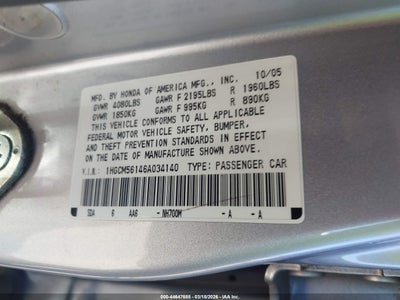 MFD. BY HONDA OF AMERICA MFG., INC. 10/05
GVWR 4080LBS GAWR F 2195LBS R 1960LBS
GVWR 1850KG GAWR F 995KG R 890KG
THIS VEHICLE CONFORMS TO ALL APPLICABLE
FEDERAL MOTOR VEHICLE SAFETY, BUMPER,
AND THEFT PREVENTION STANDARDS IN EFFECT
ON THE DATE OF MANUFACTURE SHOWN ABOVE.
V.I.N.: 1HGCM56146A034140 TYPE: PASSENGER CAR
SDA 6 AA6 -NH700M -A -A
000-44647885 - 03/18/2026 - IAA INC.